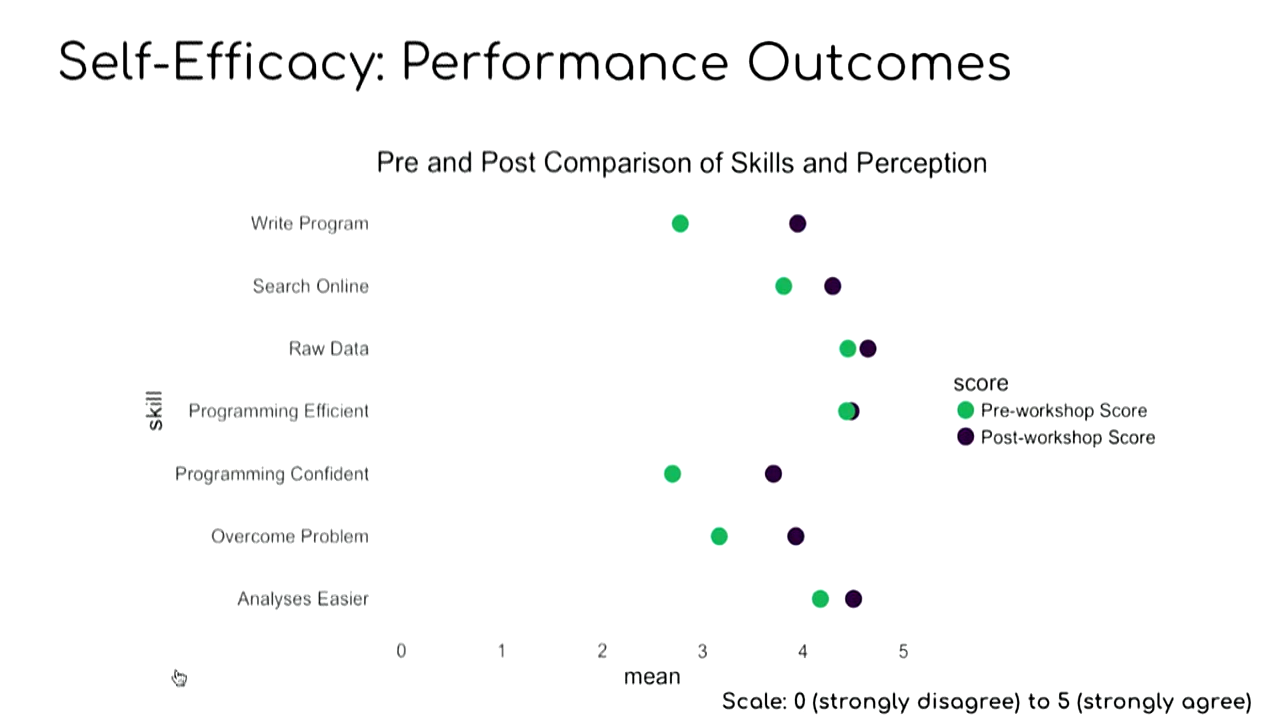 Self-Efficacy: Performance Outcomes
Pre and Post Comparison of Skills and Perception
Write Program
Search Online
Raw Data
Programming Efficient
Programming Confident
Overcome Problem
Analyses Easier
skill
0 1 2 3 4 5
mean
score
Pre-workshop Score
Post-workshop Score
Scale: 0 (strongly disagree) to 5 (strongly agree)